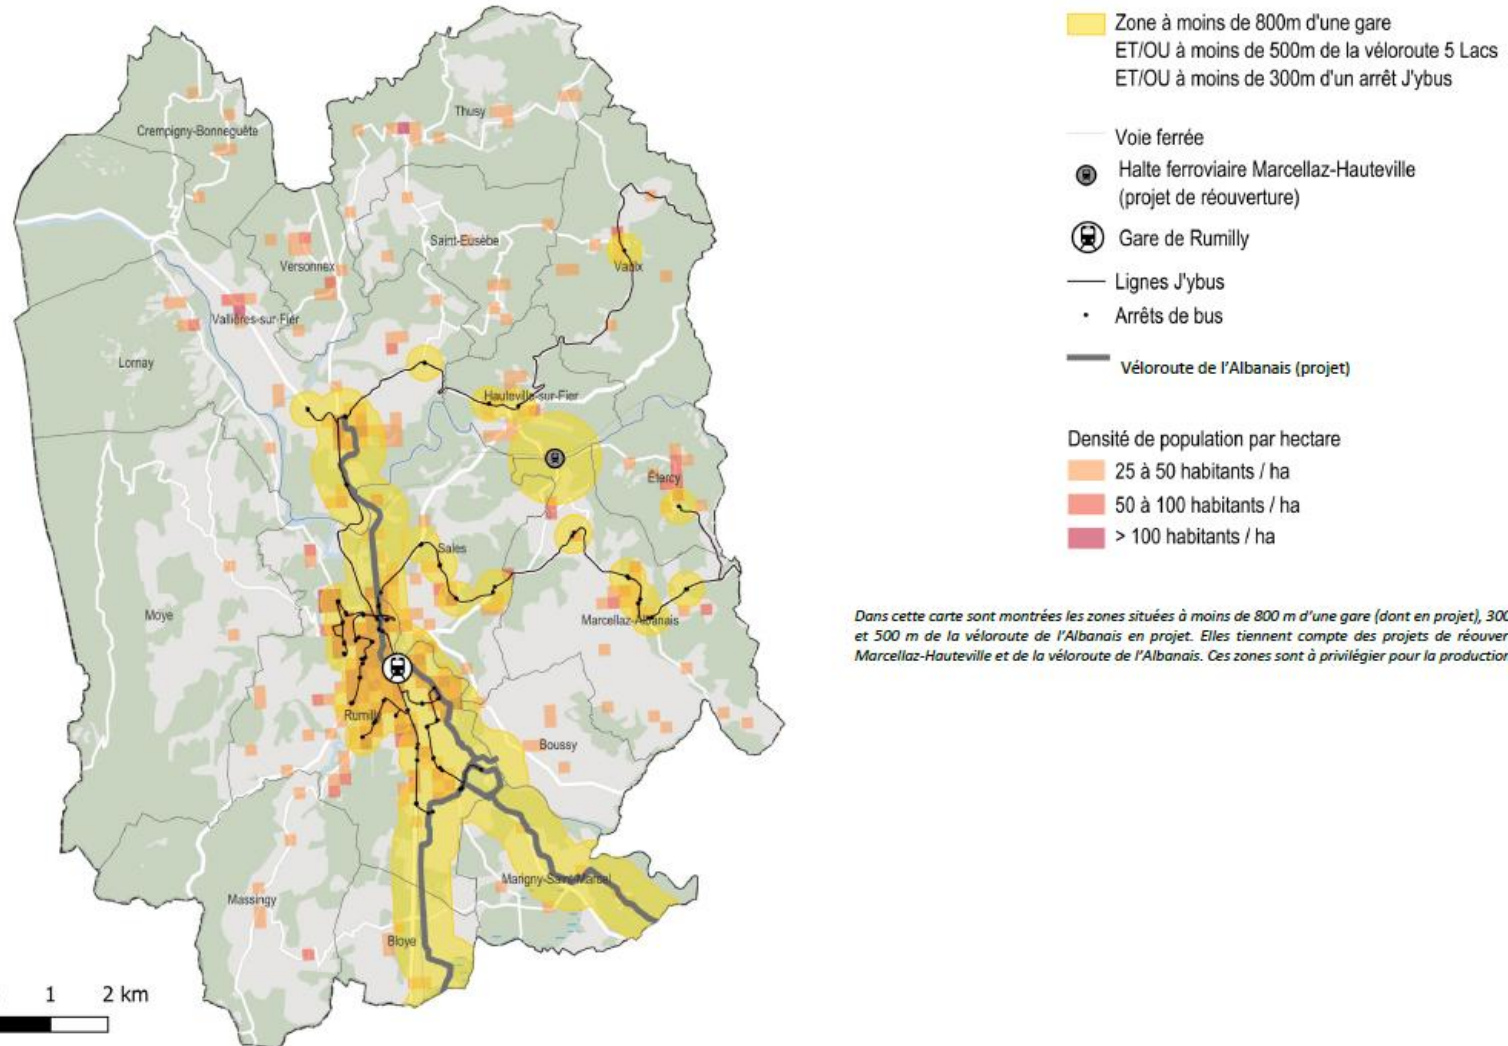 Zone à moins de 800m d'une gare
ET/OU à moins de 500m de la véloroute 5 Lacs
ET/OU à moins de 300m d'un arrêt J'ybus
Voie ferrée
Halte ferroviaire Marcellaz-Hauteville
(projet de réouverture)
Gare de Rumilly
Lignes J'ybus
Arrêts de bus
Véloroute de l'Albanais (projet)
Densité de population par hectare
25 à 50 habitants / ha
50 à 100 habitants / ha
> 100 habitants / ha
Dans cette carte sont montrées les zones situées à moins de 800 m d'une gare (dont en projet), 300
et 500 m de la véloroute de l'Albanais en projet. Elles tiennent compte des projets de réouver
Marcellaz-Hauteville et de la véloroute de l'Albanais. Ces zones sont à privilégier pour la production
Thusy
Crempigny-Bonneguête
Saint-Eusèbe
Versonnex
Vaulx
Vallières-sur-Fier
Lornay
Hauteville-sur-Fier
Étercy
Sales
Moye
Marcellaz-Albanais
Rumilly
Boussy
Marigny-Saint-Marcel
Massingy
Bloye
1 2 km